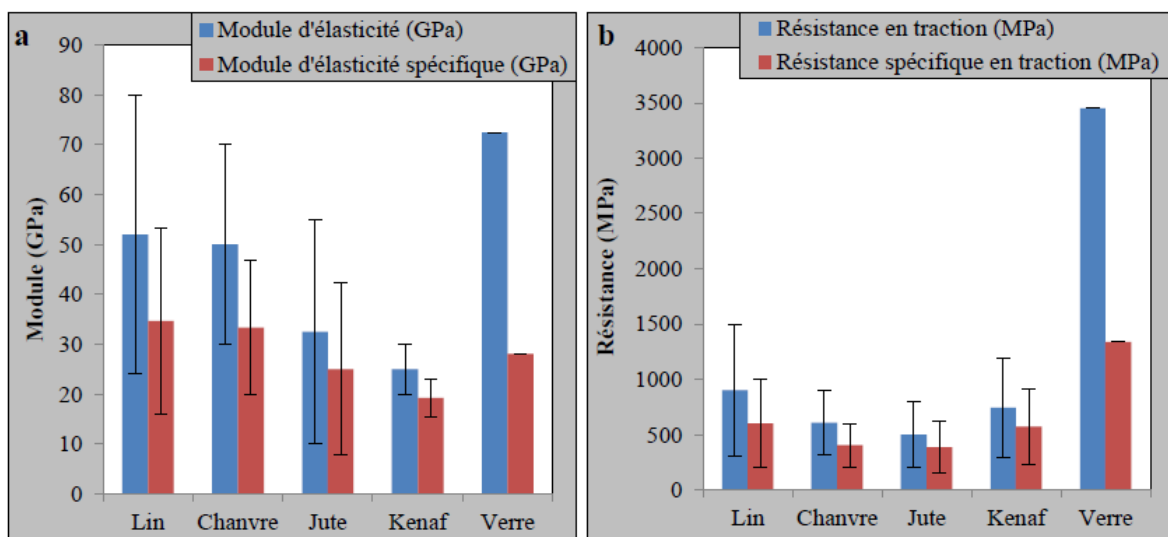 a
Module d'élasticité (GPa)
Module d'élasticité spécifique (GPa)
Module (GPa)
90
80
70
60
50
40
30
20
10
0
Lin Chanvre Jute Kenaf Verre
b
Résistance en traction (MPa)
Résistance spécifique en traction (MPa)
Résistance (MPa)
4000
3500
3000
2500
2000
1500
1000
500
0
Lin Chanvre Jute Kenaf Verre